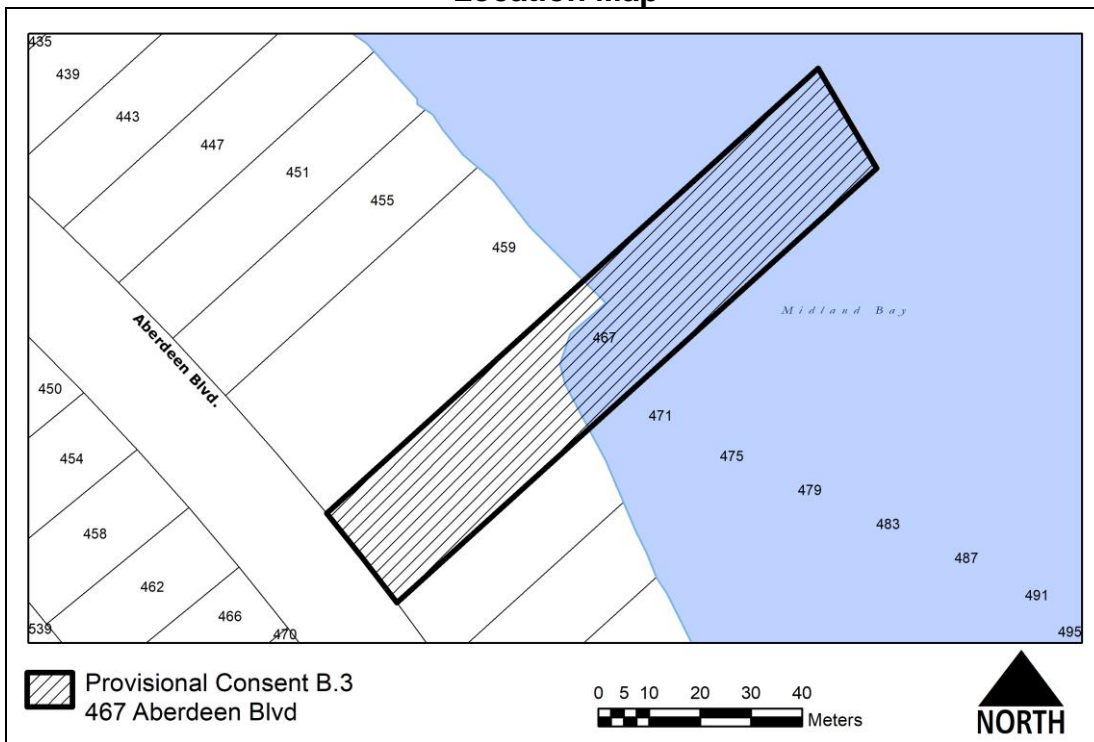 Location Map
435
439
443
447
451
455
459
467
Midland Bay
Aberdeen Blvd.
450
454
458
462
466
470
539
471
475
479
483
487
491
495
Provisional Consent B.3
467 Aberdeen Blvd
0 5 10 20 30 40
Meters
NORTH